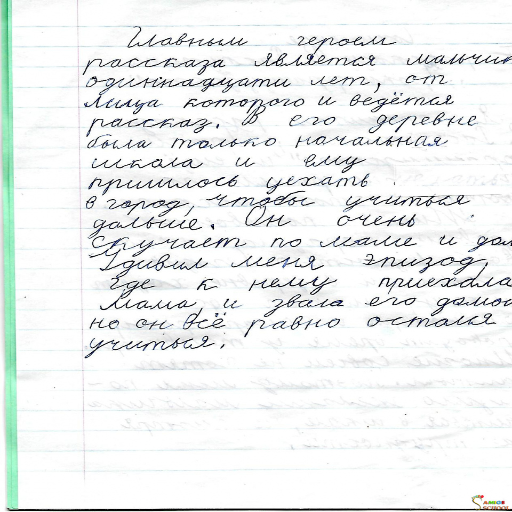 Главным героем
рассказа является мальчик
одиннадцати лет, от
лица которого и ведётся
рассказ. В его деревне
была только начальная
школа и ему
пришлось уехать
в город, чтобы учиться
дальше. Он очень
скучает по маме и дом
Удивил меня эпизод,
где к нему приехала
мама, и звала его домой
но он всё равно остался
учиться.